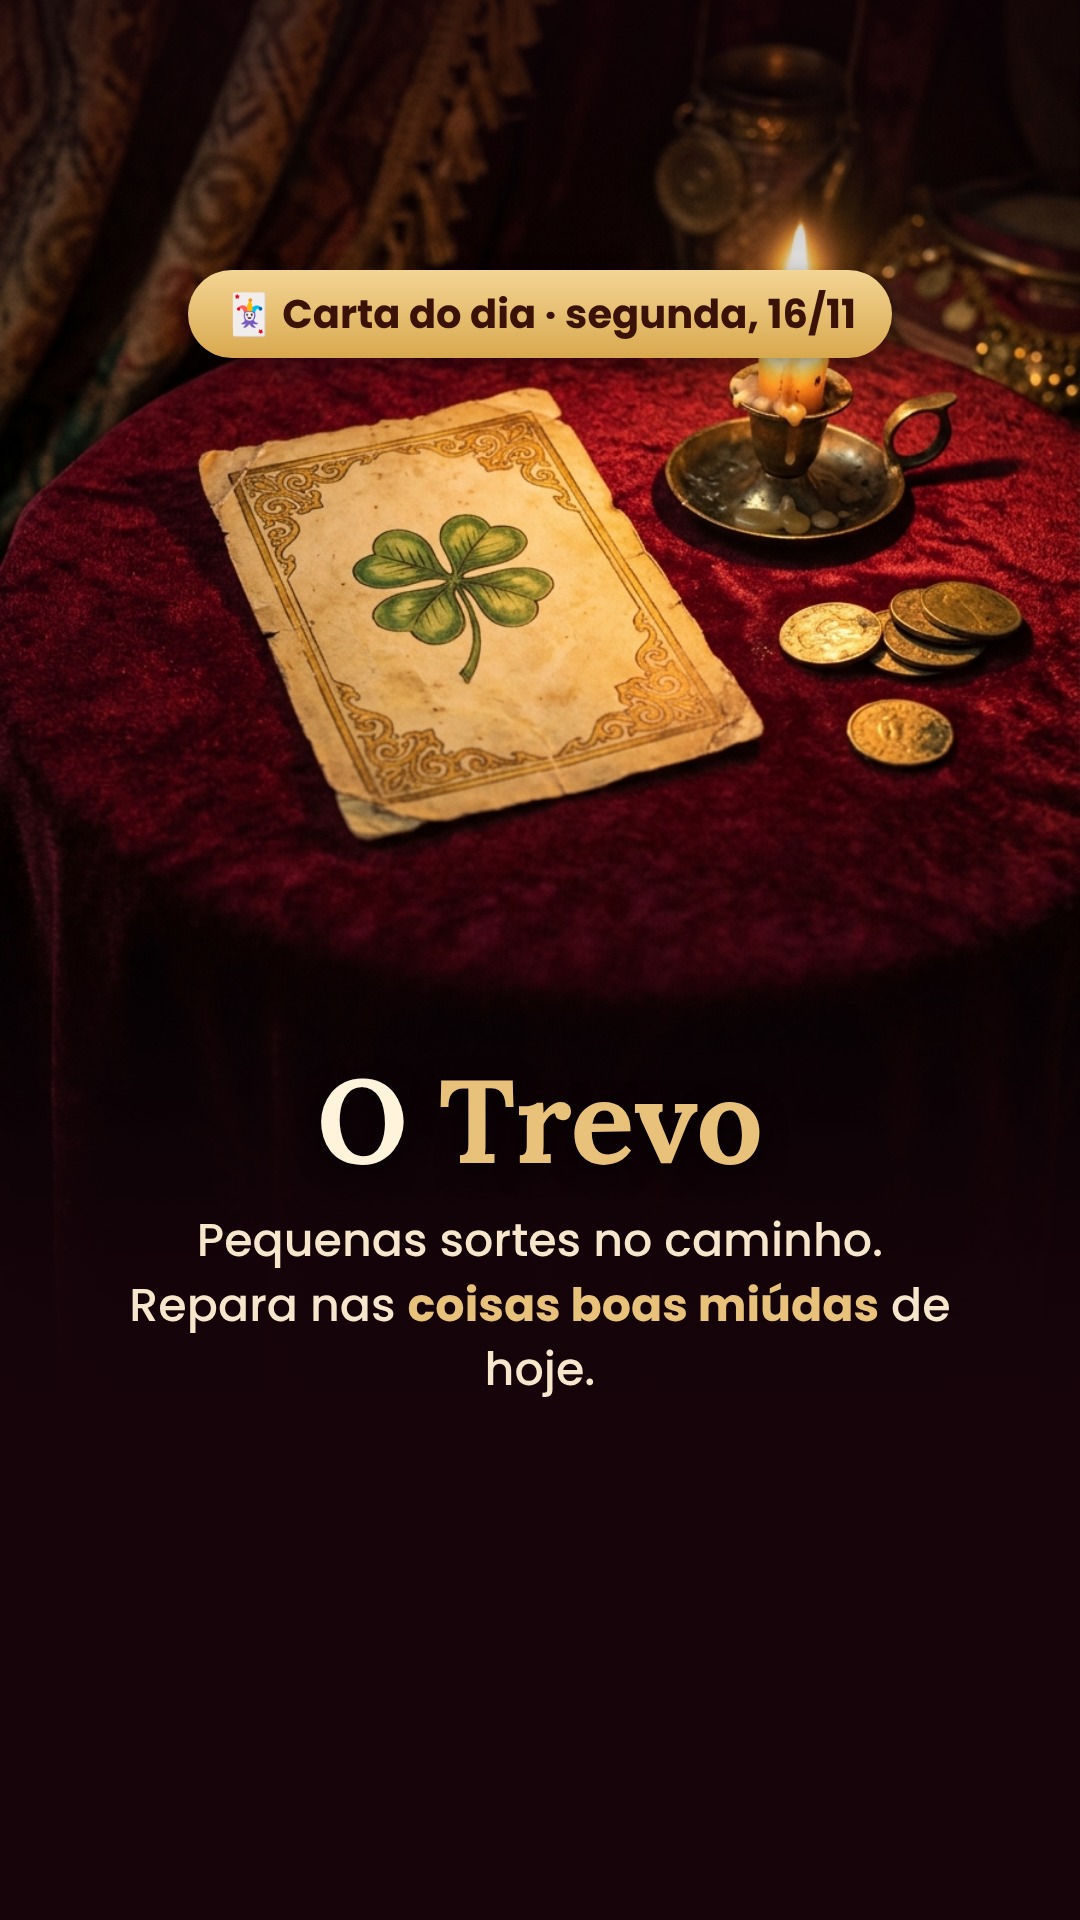 🃏 Carta do dia · segunda, 16/11
O Trevo
Pequenas sortes no caminho.
Repara nas coisas boas miúdas de
hoje.